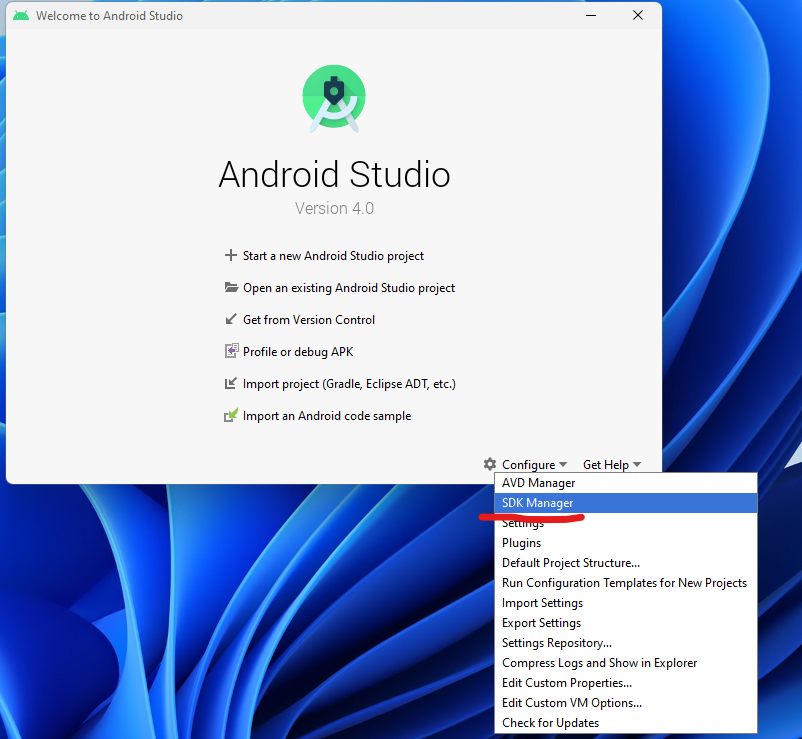 Welcome to Android Studio
Android Studio
Version 4.0
Start a new Android Studio project
Open an existing Android Studio project
Get from Version Control
Profile or debug APK
Import project (Gradle, Eclipse ADT, etc.)
Import an Android code sample
Configure Get Help
AVD Manager
SDK Manager
Settings
Plugins
Default Project Structure...
Run Configuration Templates for New Projects
Import Settings
Export Settings
Settings Repository...
Compress Logs and Show in Explorer
Edit Custom Properties...
Edit Custom VM Options...
Check for Updates